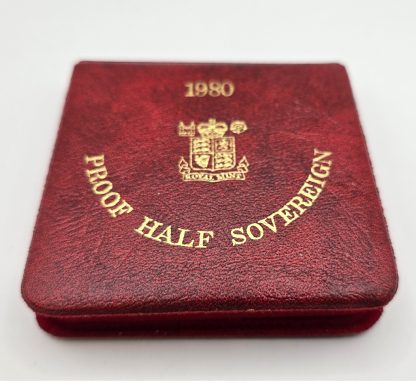 1980
ROYAL MINT
PROOF HALF SOVEREIGN